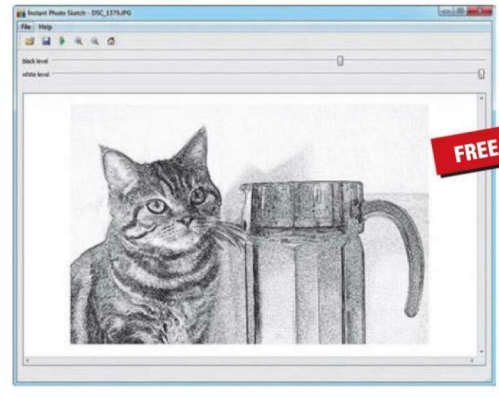 Instant Photo Sketch - DSC_1379.JPG
File Help
black level
white level
FREE